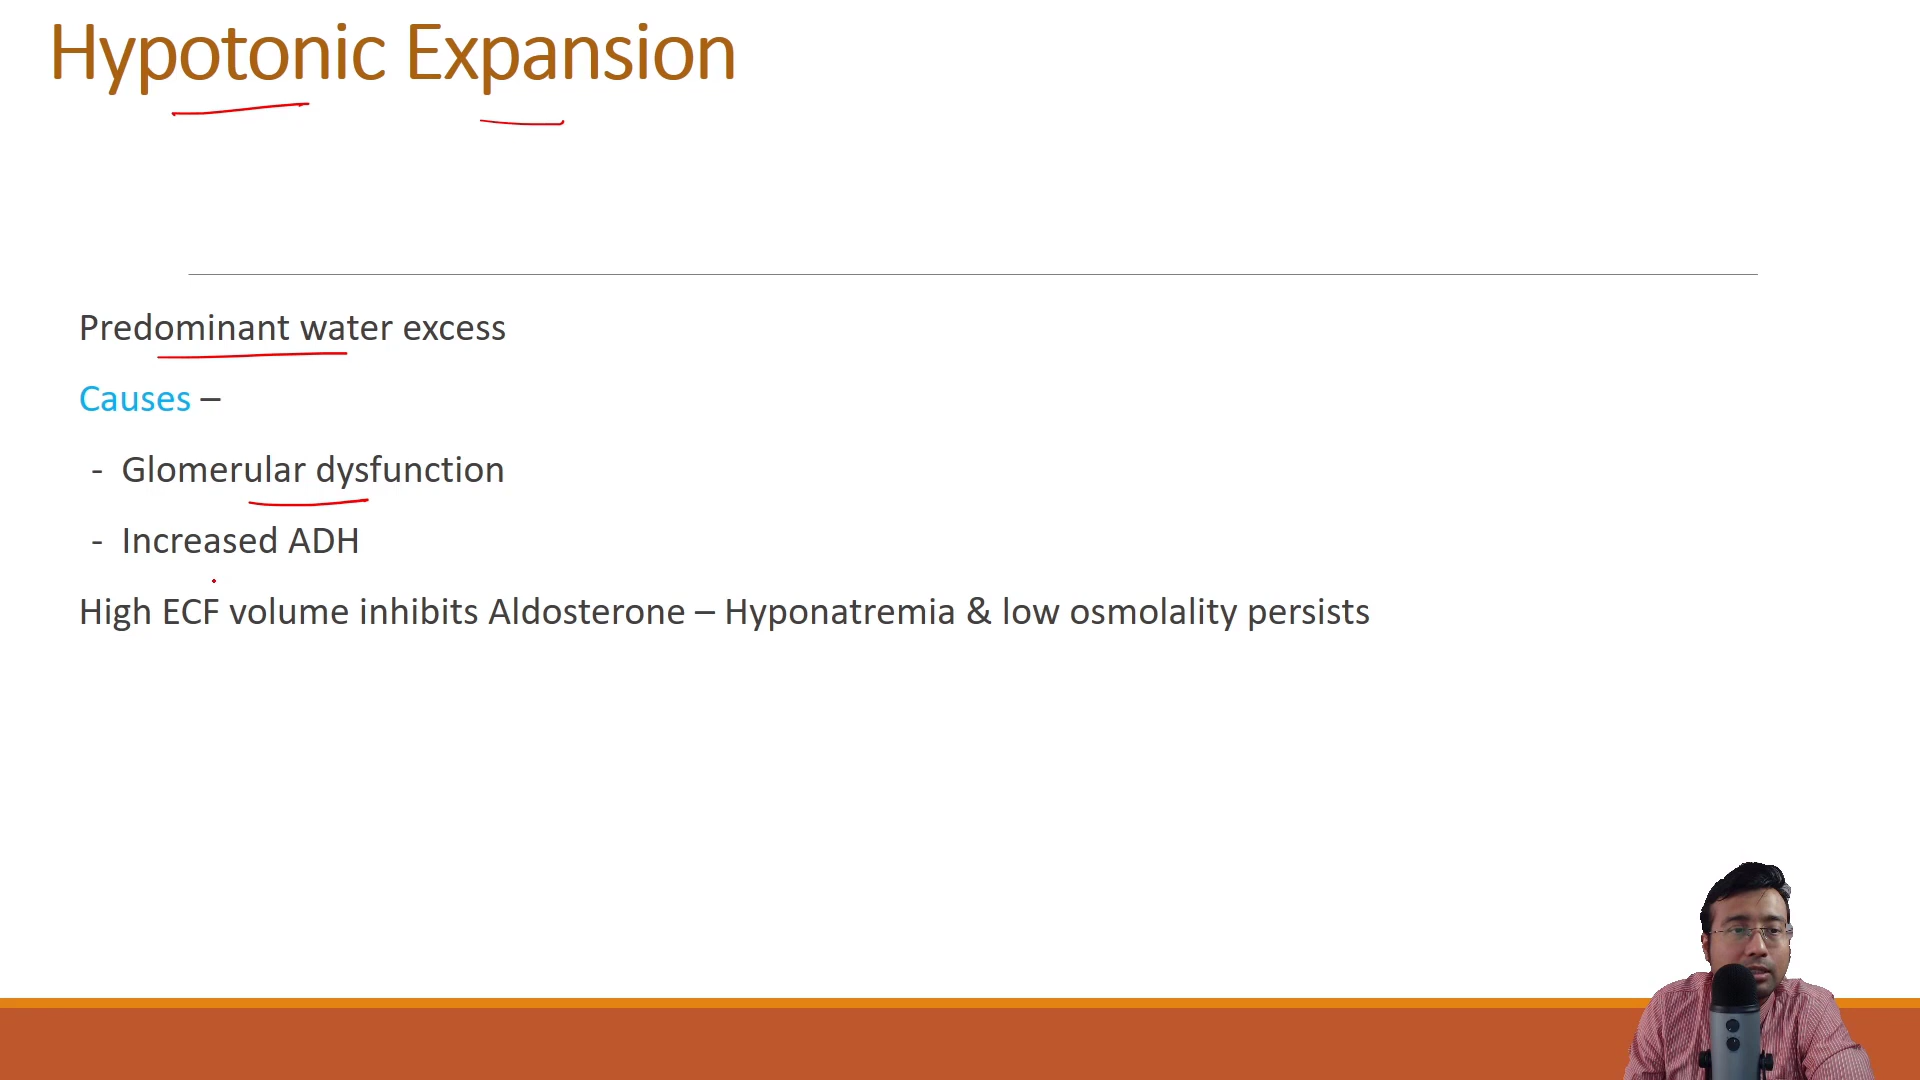 Hypotonic Expansion
Predominant water excess
Causes –
- Glomerular dysfunction
- Increased ADH
High ECF volume inhibits Aldosterone – Hyponatremia & low osmolality persists